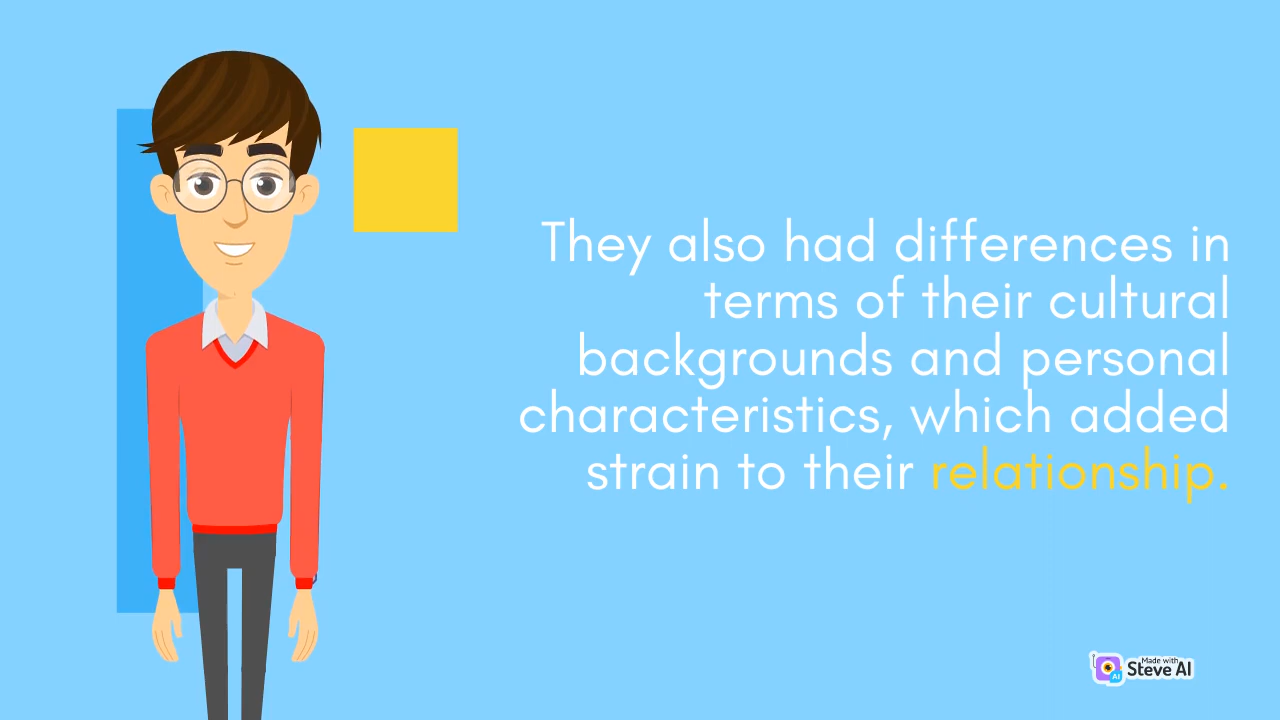 They also had differences in
terms of their cultural
backgrounds and personal
characteristics, which added
strain to their relationship.
Made with
Steve AI
AI